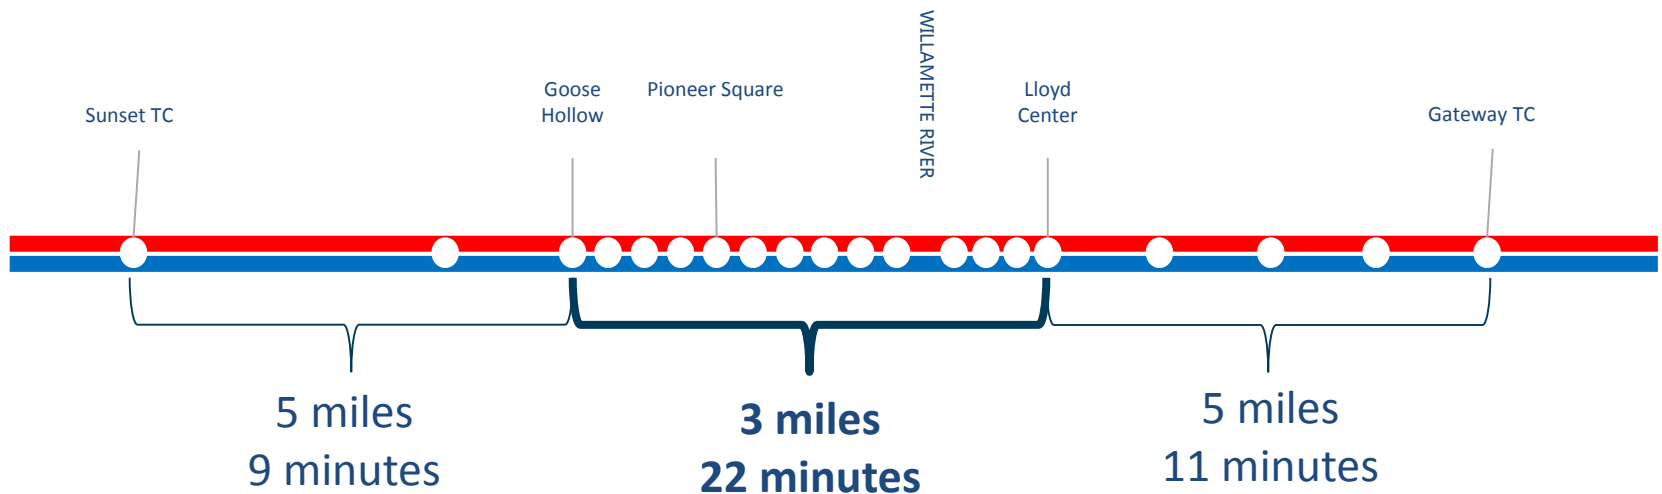 Sunset TC
Goose
Hollow
Pioneer Square
WILLAMETTE RIVER
Lloyd
Center
Gateway TC
5 miles
9 minutes
3 miles
22 minutes
5 miles
11 minutes